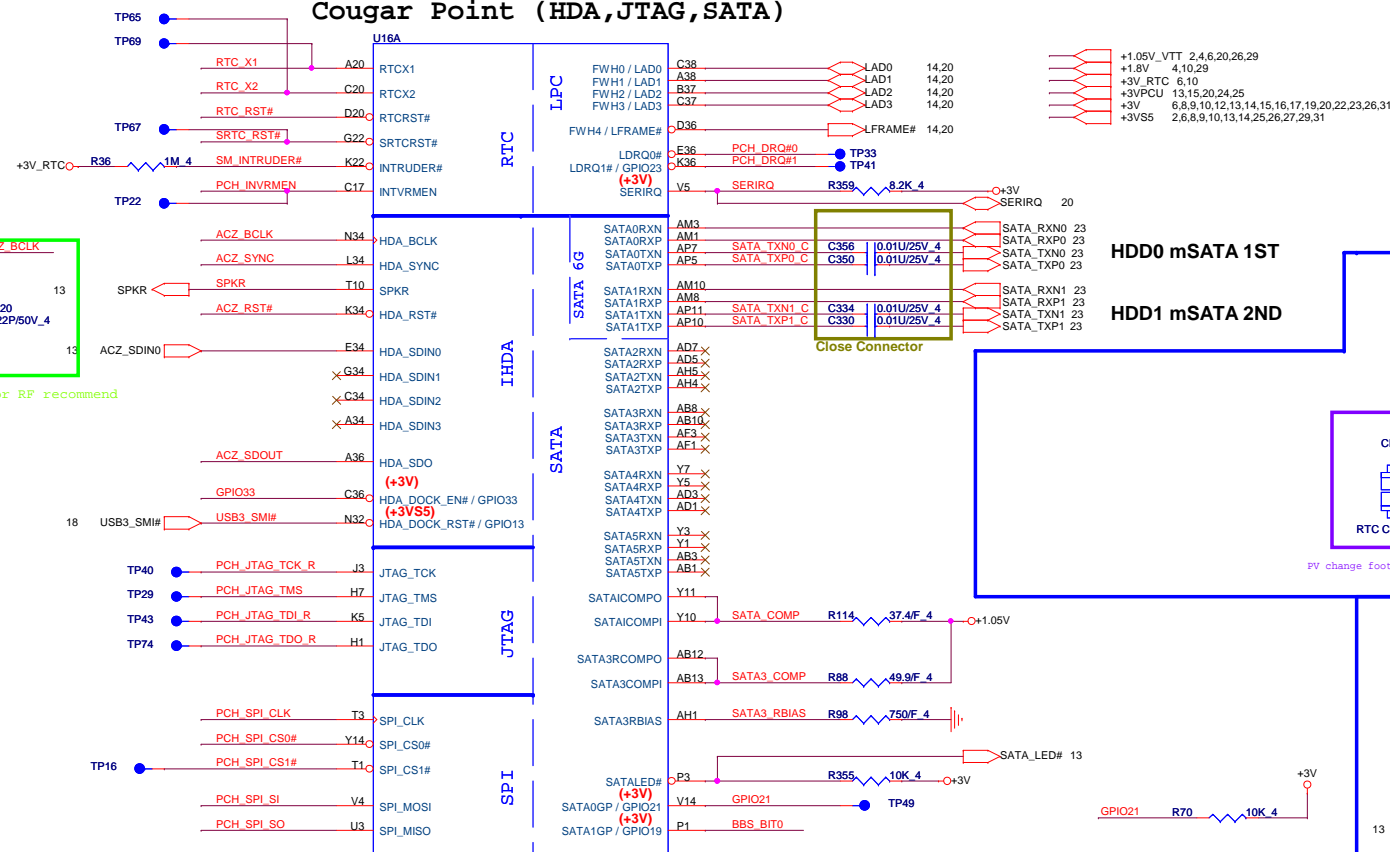 Cougar Point (HDA,JTAG,SATA)
TP65
TP69
U16A
RTC_X1 A20 RTCX1
RTC_X2 C20 RTCX2
RTC_RST# D20 RTCRST#
TP67
SRTC_RST# G22 SRTCRST#
+3V_RTC R36 1M_4 SM_INTRUDER# K22 INTRUDER#
PCH_INVRMEN C17 INTVRMEN
TP22
RTC
LPC
FWH0 / LAD0 C38 LAD0 14,20
FWH1 / LAD1 A38 LAD1 14,20
FWH2 / LAD2 B37 LAD2 14,20
FWH3 / LAD3 C37 LAD3 14,20
FWH4 / LFRAME# D36 LFRAME# 14,20
LDRQ0# E36 PCH_DRQ#0 TP33
LDRQ1# / GPIO23 K36 PCH_DRQ#1 TP41
(+3V)
SERIRQ V5 SERIRQ R359 8.2K_4 +3V
SERIRQ 20
+1.05V_VTT 2,4,6,20,26,29
+1.8V 4,10,29
+3V_RTC 6,10
+3VPCU 13,15,20,24,25
+3V 6,8,9,10,12,13,14,15,16,17,19,20,22,23,26,31
+3VS5 2,6,8,9,10,13,14,25,26,27,29,31
Z_BCLK
20
22P/50V_4
or RF recommend
ACZ_BCLK N34 HDA_BCLK
ACZ_SYNC L34 HDA_SYNC
13 SPKR SPKR T10 SPKR
ACZ_RST# K34 HDA_RST#
13 ACZ_SDIN0 E34 HDA_SDIN0
G34 HDA_SDIN1
C34 HDA_SDIN2
A34 HDA_SDIN3
ACZ_SDOUT A36 HDA_SDO
(+3V)
GPIO33 C36 HDA_DOCK_EN# / GPIO33
(+3VS5)
18 USB3_SMI# USB3_SMI# N32 HDA_DOCK_RST# / GPIO13
IHDA
SATA 6G
SATA
SATA0RXN AM3 SATA_RXN0 23
SATA0RXP AM1 SATA_RXP0 23
SATA0TXN AP7 SATA_TXN0_C C356 0.01U/25V_4 SATA_TXN0 23
SATA0TXP AP5 SATA_TXP0_C C350 0.01U/25V_4 SATA_TXP0 23
HDD0 mSATA 1ST
SATA1RXN AM10 SATA_RXN1 23
SATA1RXP AM8 SATA_RXP1 23
SATA1TXN AP11 SATA_TXN1_C C334 0.01U/25V_4 SATA_TXN1 23
SATA1TXP AP10 SATA_TXP1_C C330 0.01U/25V_4 SATA_TXP1 23
HDD1 mSATA 2ND
Close Connector
SATA2RXN AD7
SATA2RXP AD5
SATA2TXN AH5
SATA2TXP AH4
SATA3RXN AB8
SATA3RXP AB10
SATA3TXN AF3
SATA3TXP AF1
SATA4RXN Y7
SATA4RXP Y5
SATA4TXN AD3
SATA4TXP AD1
SATA5RXN Y3
SATA5RXP Y1
SATA5TXN AB3
SATA5TXP AB1
SATAICOMPO Y11
SATAICOMPI Y10 SATA_COMP R114 37.4/F_4 +1.05V
SATA3RCOMPO AB12
SATA3COMPI AB13 SATA3_COMP R88 49.9/F_4
SATA3RBIAS AH1 SATA3_RBIAS R98 750/F_4
SATA_LED# 13
SATALED# P3 R355 10K_4 +3V
(+3V)
SATA0GP / GPIO21 V14 GPIO21 TP49
(+3V)
SATA1GP / GPIO19 P1 BBS_BIT0
TP40 PCH_JTAG_TCK_R J3 JTAG_TCK
TP29 PCH_JTAG_TMS H7 JTAG_TMS
TP43 PCH_JTAG_TDI_R K5 JTAG_TDI
TP74 PCH_JTAG_TDO_R H1 JTAG_TDO
JTAG
PCH_SPI_CLK T3 SPI_CLK
PCH_SPI_CS0# Y14 SPI_CS0#
TP16 PCH_SPI_CS1# T1 SPI_CS1#
PCH_SPI_SI V4 SPI_MOSI
PCH_SPI_SO U3 SPI_MISO
SPI
RTC C
PV change foot
+3V
GPIO21 R70 10K_4
13